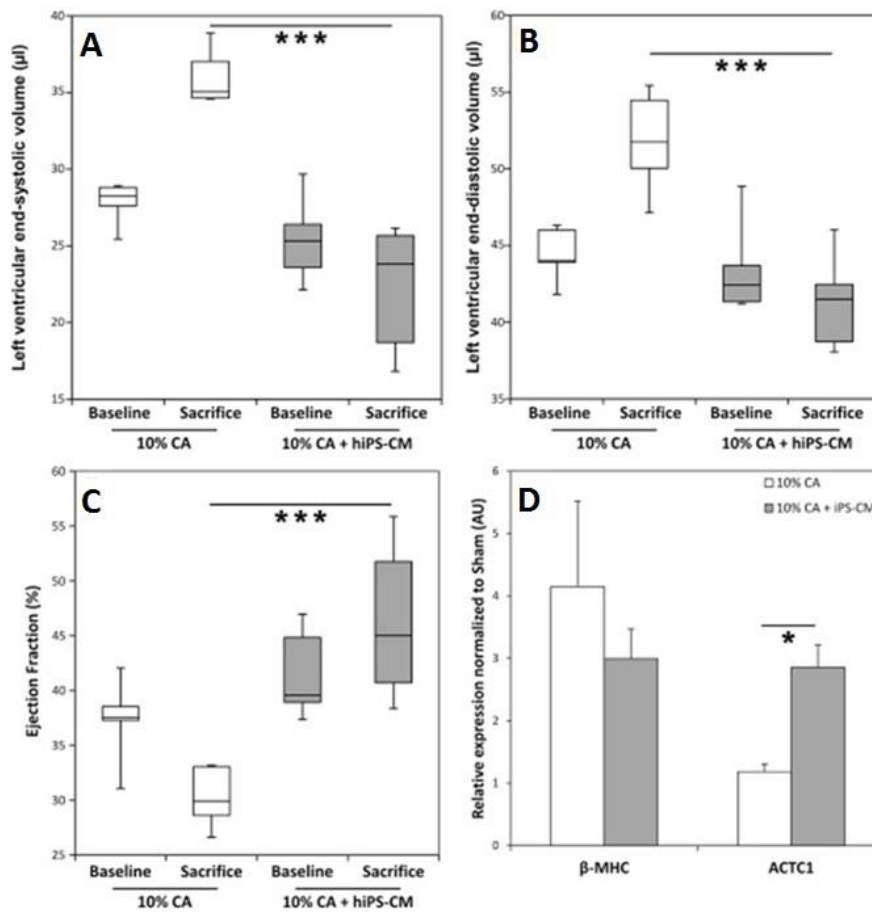 A
Left ventricular end-systolic volume (µl)
40
35
30
25
20
15
***
Baseline Sacrifice Baseline Sacrifice
10% CA 10% CA + hiPS-CM
B
Left ventricular end-diastolic volume (µl)
60
55
50
45
40
35
***
Baseline Sacrifice Baseline Sacrifice
10% CA 10% CA + hiPS-CM
C
Ejection Fraction (%)
60
55
50
45
40
35
30
25
***
Baseline Sacrifice Baseline Sacrifice
10% CA 10% CA + hiPS-CM
D
Relative expression normalized to Sham (AU)
6
5
4
3
2
1
0
10% CA
10% CA + iPS-CM
*
β-MHC ACTC1